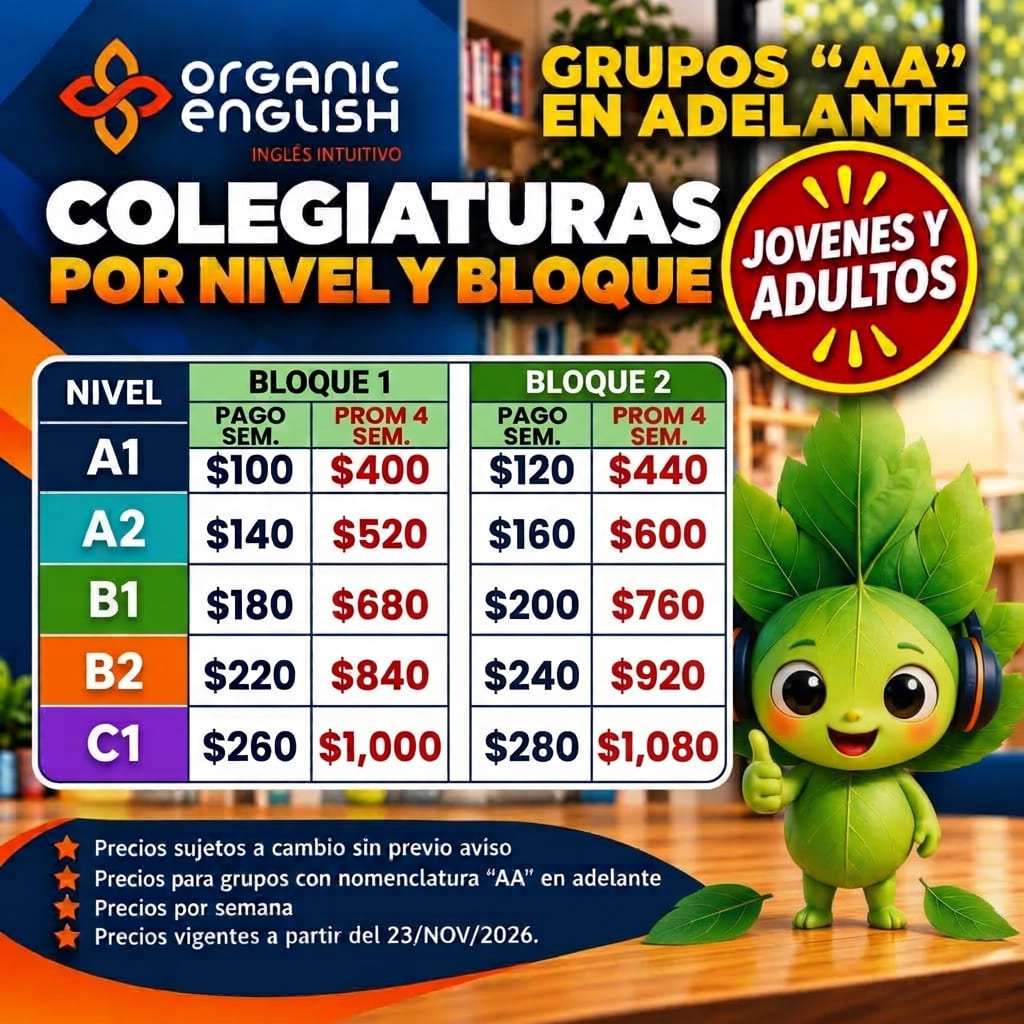 ORGANIC
ENGLISH
INGLÉS INTUITIVO
GRUPOS “AA”
EN ADELANTE
COLEGIATURAS
POR NIVEL Y BLOQUE
JOVENES Y
ADULTOS
NIVEL BLOQUE 1 BLOQUE 2
PAGO SEM. PROM 4 SEM. PAGO SEM. PROM 4 SEM.
A1 $100 $400 $120 $440
A2 $140 $520 $160 $600
B1 $180 $680 $200 $760
B2 $220 $840 $240 $920
C1 $260 $1,000 $280 $1,080
Precios sujetos a cambio sin previo aviso
Precios para grupos con nomenclatura “AA” en adelante
Precios por semana
Precios vigentes a partir del 23/NOV/2026.